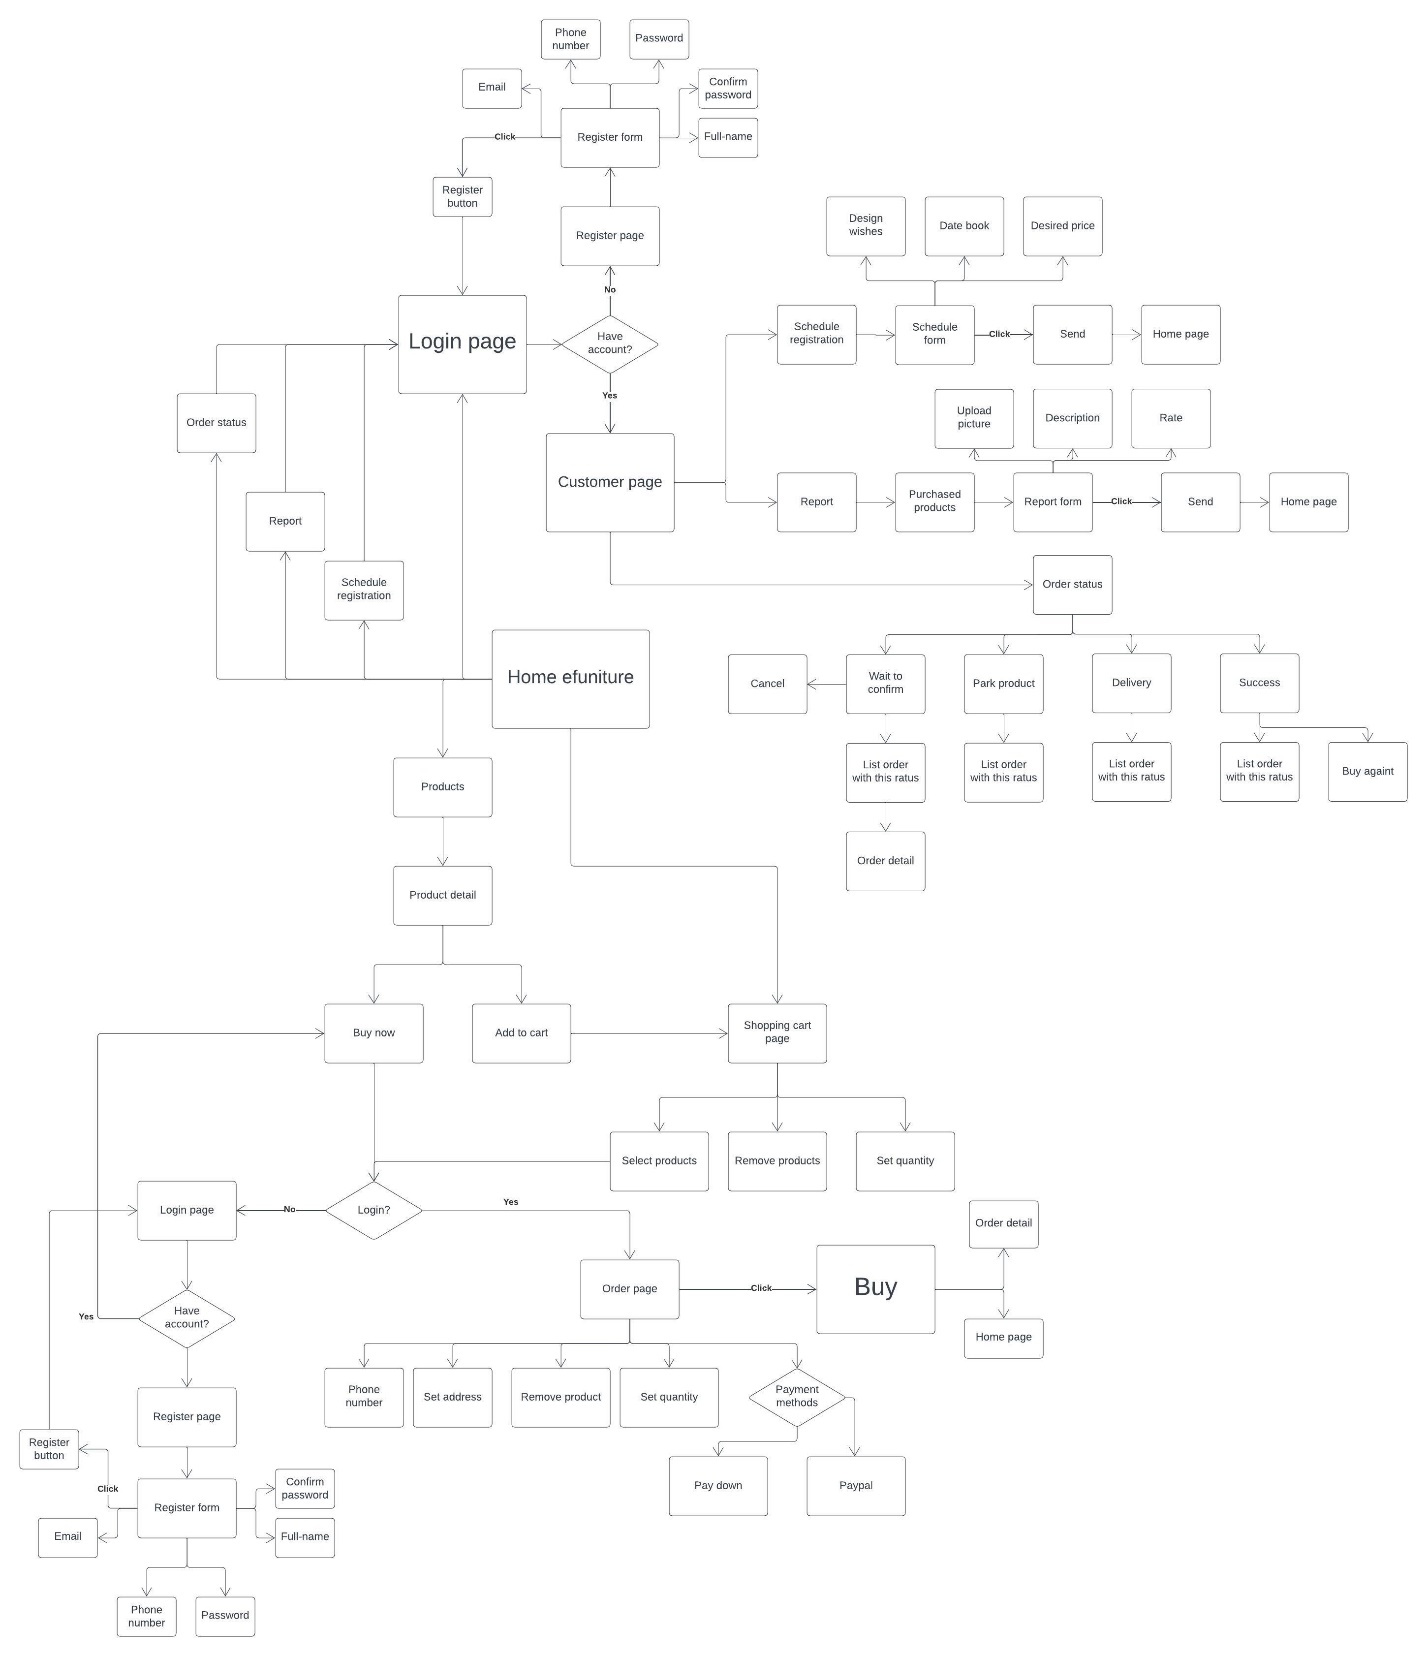 Phone
number
Password
Email
Confirm
password
Register form
Full-name
Click
Register
button
Register page
Design
wishes
Date book
Desired price
No
Login page
Have
account?
Schedule
registration
Schedule
form
Click
Send
Home page
Yes
Order status
Upload
picture
Description
Rate
Customer page
Report
Purchased
products
Report form
Click
Send
Home page
Report
Schedule
registration
Order status
Home efuniture
Cancel
Wait to
confirm
Park product
Delivery
Success
Products
List order
with this ratus
List order
with this ratus
List order
with this ratus
List order
with this ratus
Buy againt
Order detail
Product detail
Buy now
Add to cart
Shopping cart
page
Select products
Remove products
Set quantity
Login page
No
Login?
Yes
Order detail
Order page
Click
Buy
Yes
Have
account?
Home page
Phone
number
Set address
Remove product
Set quantity
Payment
methods
Register page
Register
button
Pay down
Paypal
Click
Confirm
password
Register form
Email
Full-name
Phone
number
Password